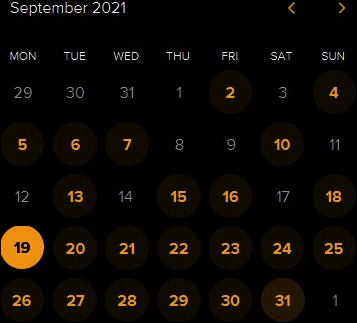 September 2021
MON TUE WED THU FRI SAT SUN
29 30 31 1 2 3 4
5 6 7 8 9 10 11
12 13 14 15 16 17 18
19 20 21 22 23 24 25
26 27 28 29 30 31 1